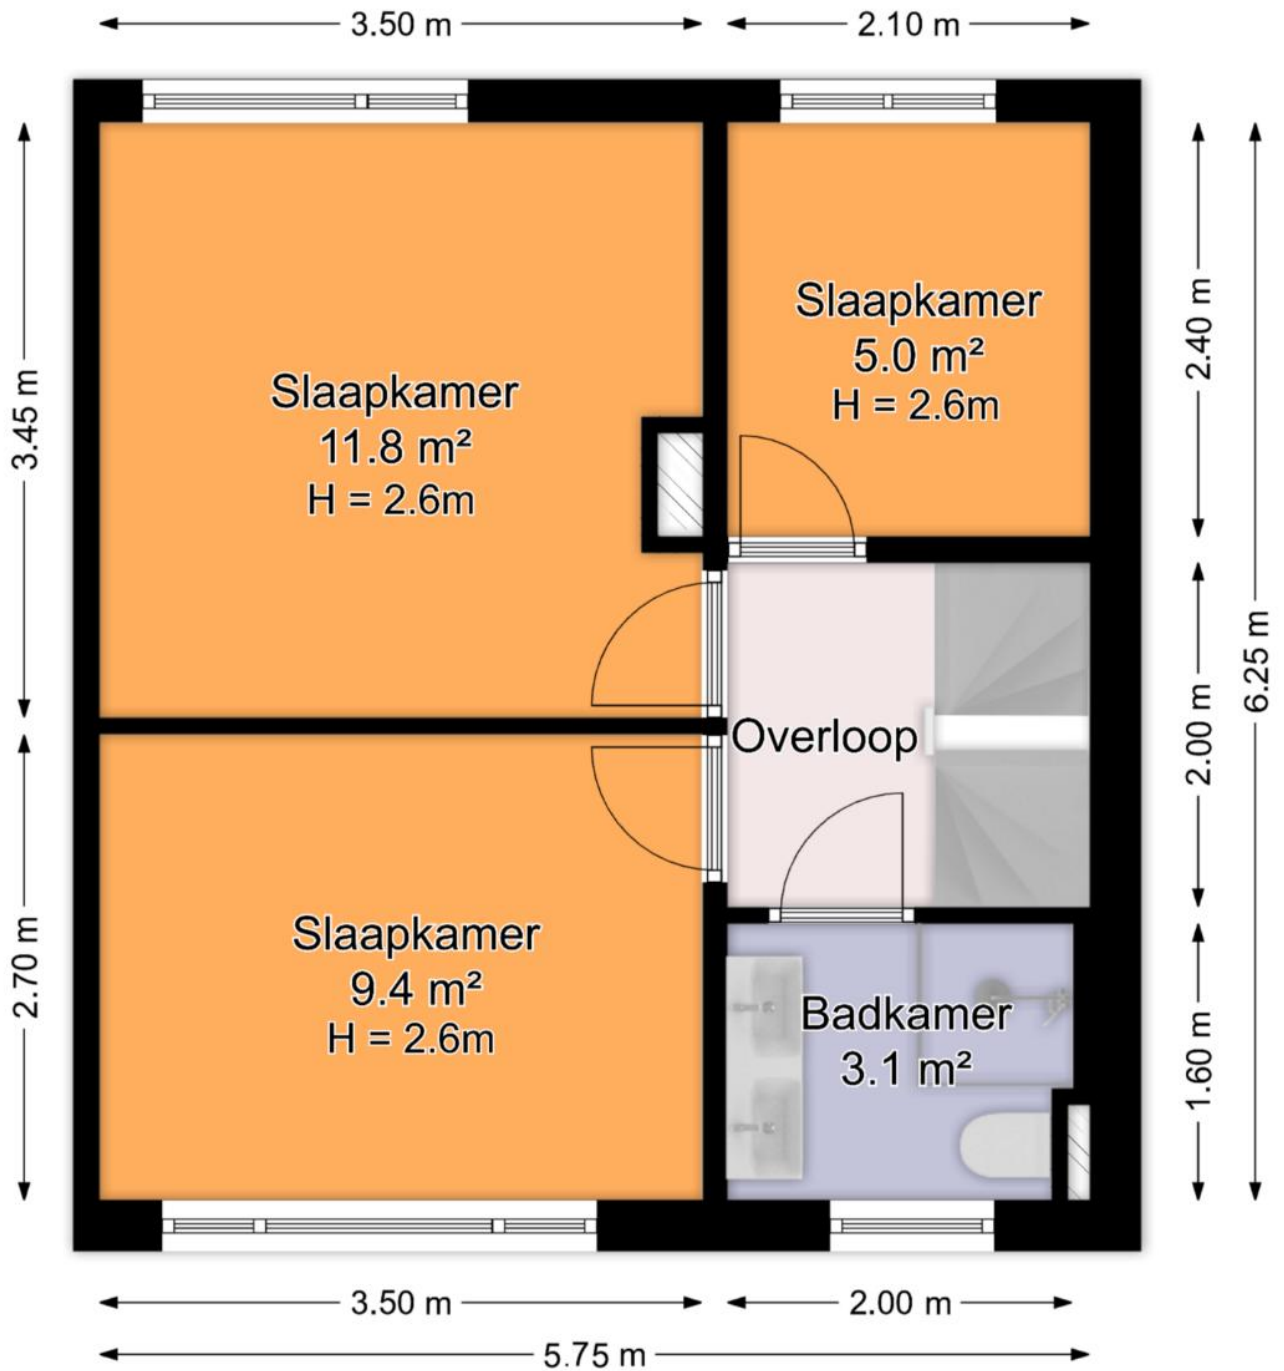 3.50 m
2.10 m
Slaapkamer
5.0 m²
H = 2.6m
2.40 m
3.45 m
Slaapkamer
11.8 m²
H = 2.6m
6.25 m
Overloop
2.00 m
Slaapkamer
9.4 m²
H = 2.6m
2.70 m
Badkamer
3.1 m²
1.60 m
3.50 m
2.00 m
5.75 m